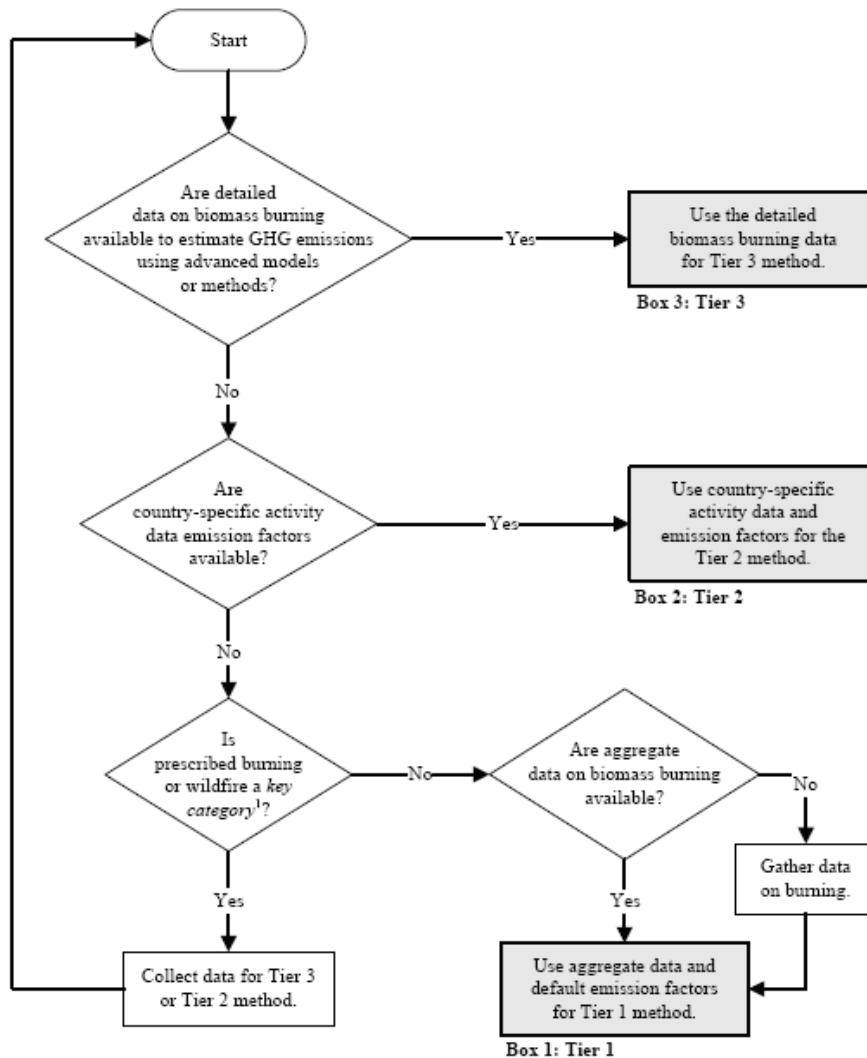 Start
Are detailed
data on biomass burning
available to estimate GHG emissions
using advanced models
or methods?
Yes
Use the detailed
biomass burning data
for Tier 3 method.
Box 3: Tier 3
No
Are
country-specific activity
data emission factors
available?
Yes
Use country-specific
activity data and
emission factors for the
Tier 2 method.
Box 2: Tier 2
No
Is
prescribed burning
or wildfire a key
category¹?
No
Are aggregate
data on biomass burning
available?
No
Gather data
on burning.
Yes
Yes
Collect data for Tier 3
or Tier 2 method.
Use aggregate data and
default emission factors
for Tier 1 method.
Box 1: Tier 1